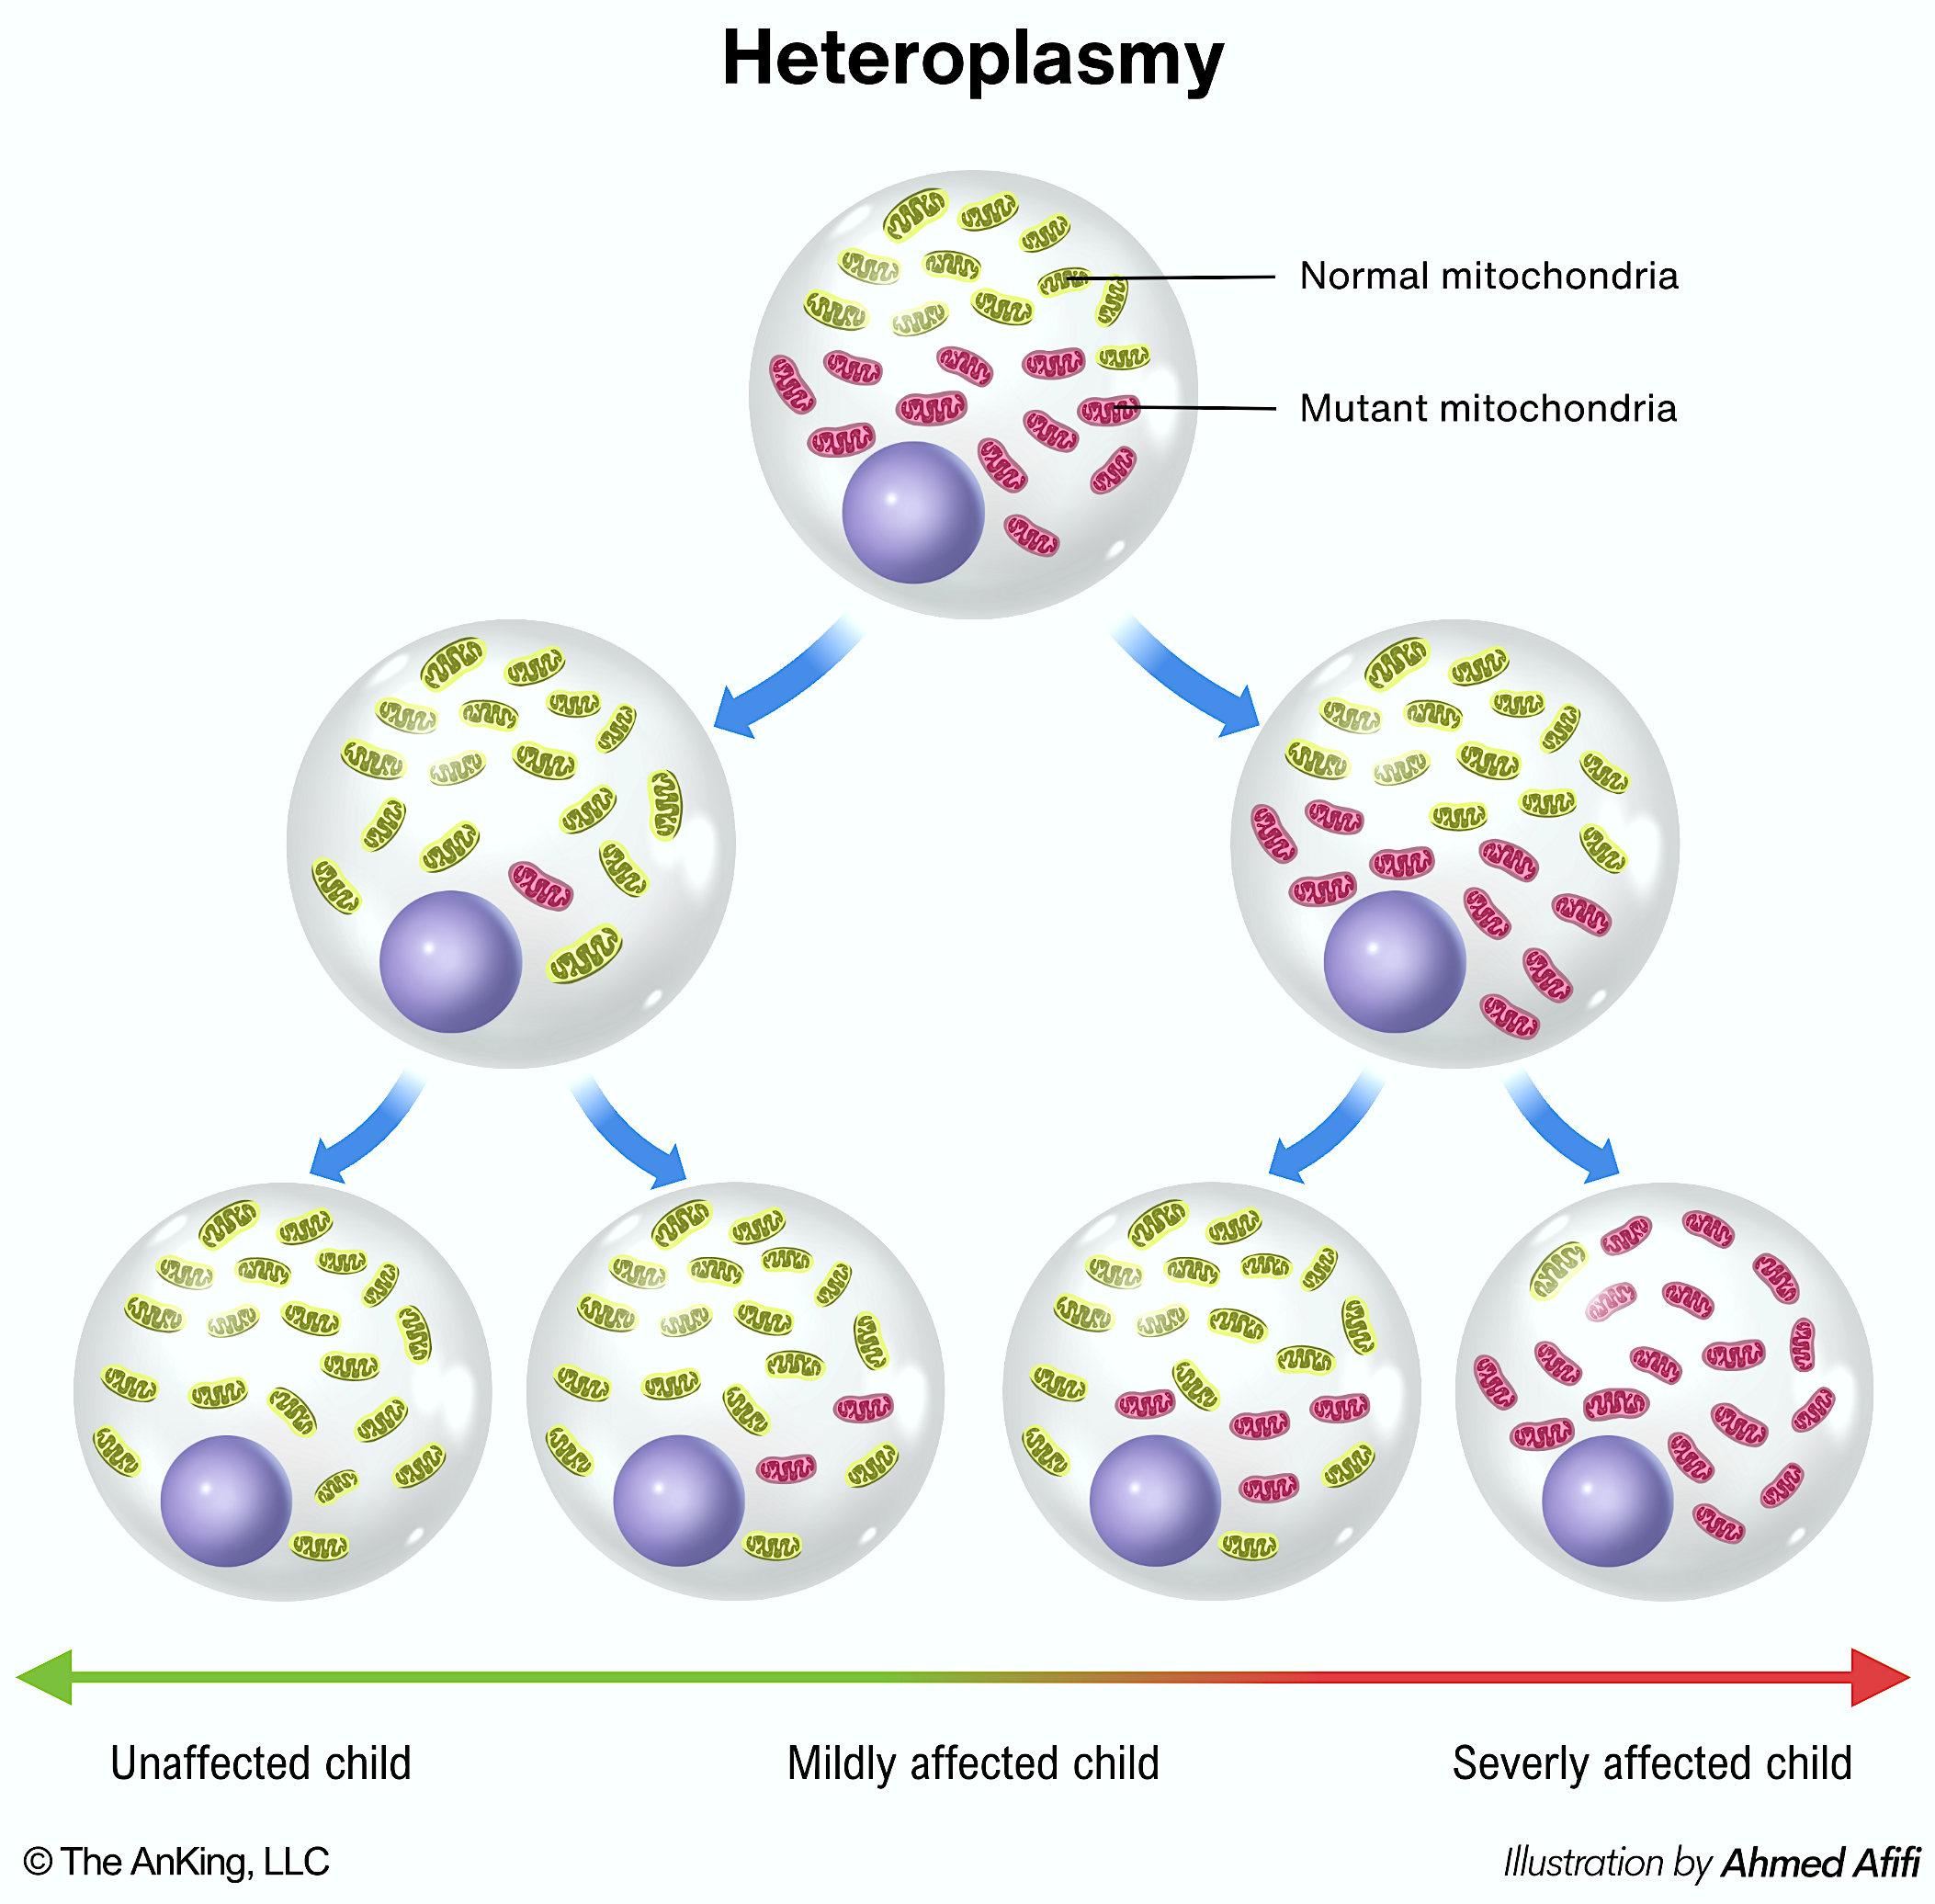 Heteroplasmy
Normal mitochondria
Mutant mitochondria
Unaffected child
Mildly affected child
Severly affected child
© The AnKing, LLC
Illustration by Ahmed Afifi